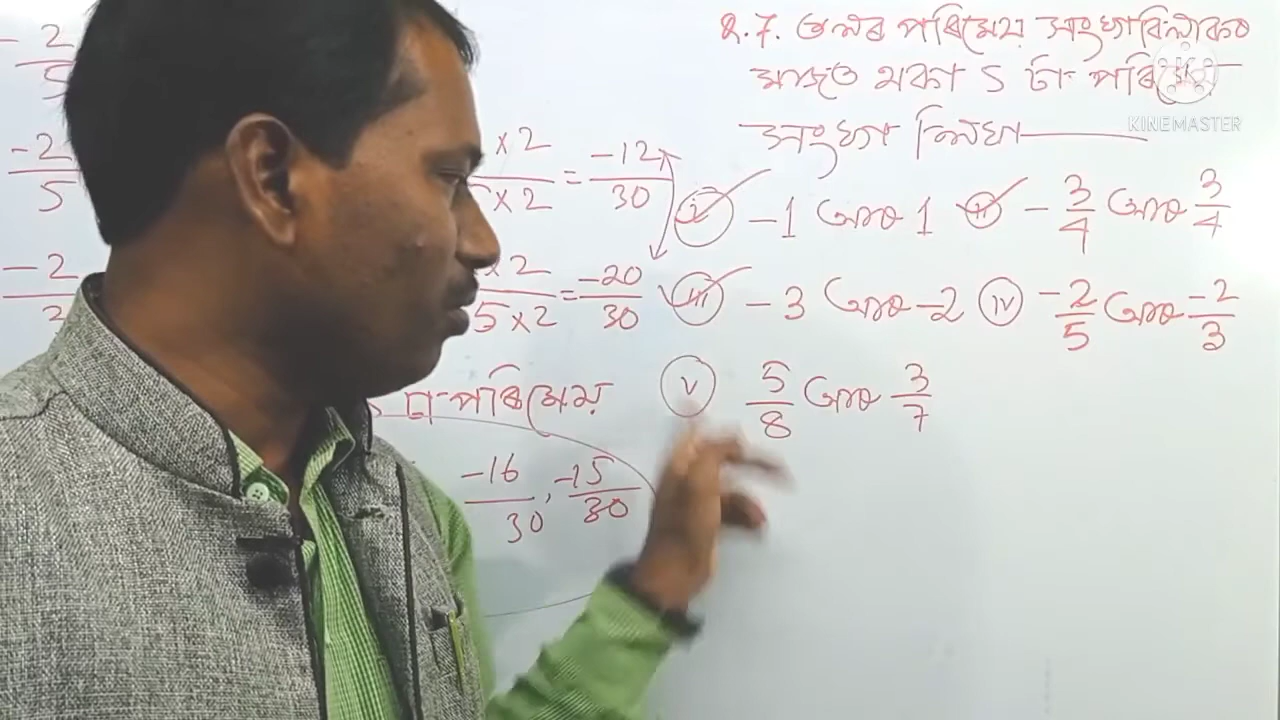 ২.7. তলৰ পৰিমেয় সংখ্যাবিলাকৰ
মাজত থকা 5 টা পৰিমেয়
সংখ্যা লিখা
KINEMASTER
i -1 আৰু 1 ii -3/4 আৰু 3/4
iii -3 আৰু -2 iv -2/5 আৰু -2/3
v 5/8 আৰু 3/7
-2/5
-2/5 ×2/×2 = -12/30
-2/3 ×2/5×2 = -20/30
টা পৰিমেয়
-16/30, -15/30